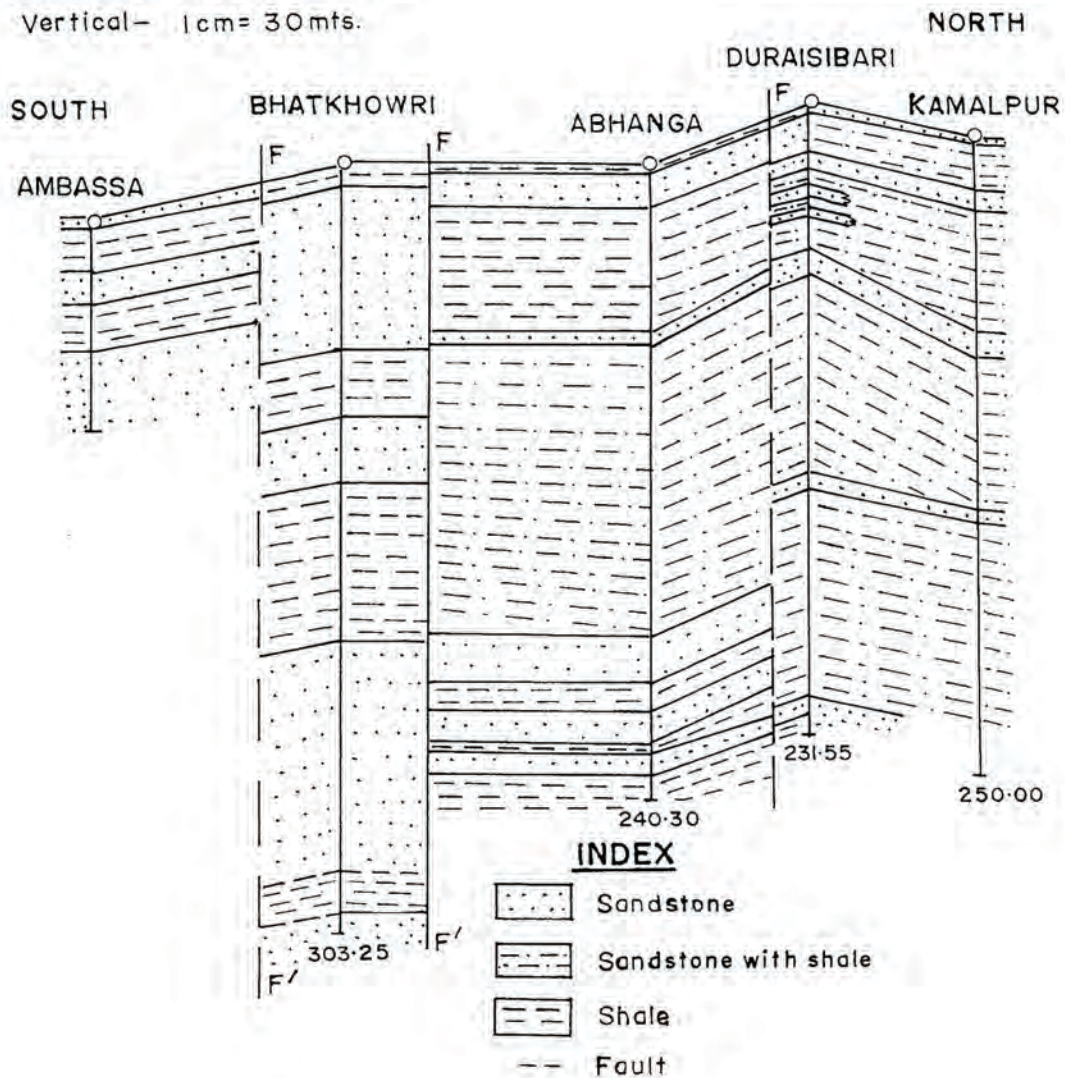 Vertical- 1cm= 30mts.
NORTH
DURAISIBARI
SOUTH
BHATKHOWRI
F
KAMALPUR
ABHANGA
F
F
AMBASSA
231·55
250·00
240·30
INDEX
Sandstone
F'
303·25
F'
Sandstone with shale
Shale
-- Fault